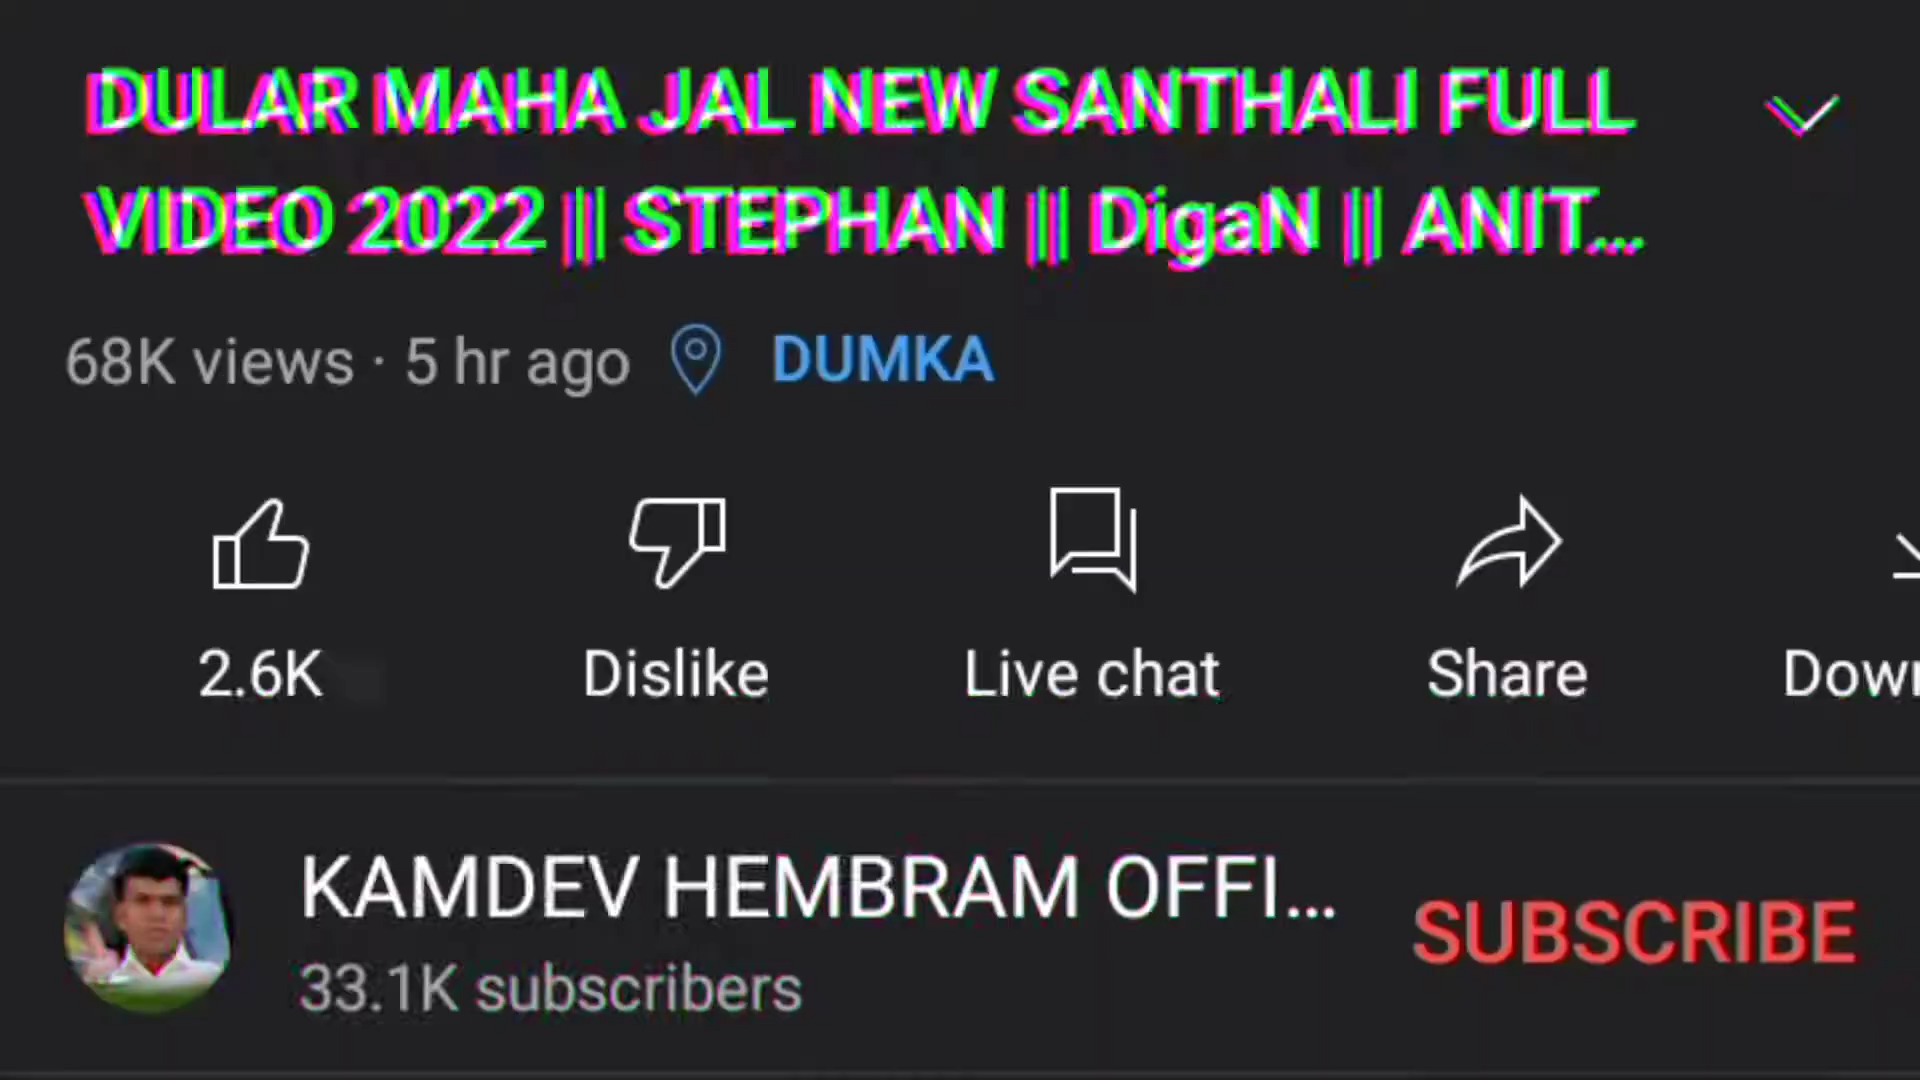 DULAR MAHA JAL NEW SANTHALI FULL
VIDEO 2022 || STEPHAN || DigaN || ANIT...
68K views · 5 hr ago DUMKA
2.6K Dislike Live chat Share Down
KAMDEV HEMBRAM OFFI...
SUBSCRIBE
33.1K subscribers